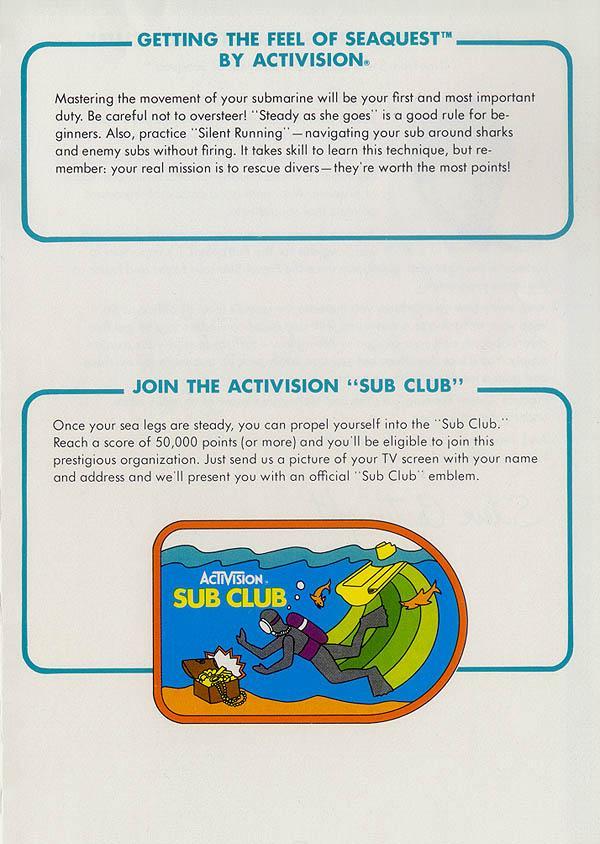 GETTING THE FEEL OF SEAQUEST™
BY ACTIVISION®
Mastering the movement of your submarine will be your first and most important
duty. Be careful not to oversteer! "Steady as she goes" is a good rule for be-
ginners. Also, practice "Silent Running"—navigating your sub around sharks
and enemy subs without firing. It takes skill to learn this technique, but re-
member: your real mission is to rescue divers—they're worth the most points!
JOIN THE ACTIVISION "SUB CLUB"
Once your sea legs are steady, you can propel yourself into the "Sub Club."
Reach a score of 50,000 points (or more) and you'll be eligible to join this
prestigious organization. Just send us a picture of your TV screen with your name
and address and we'll present you with an official "Sub Club" emblem.
ACTIVISION®
SUB CLUB